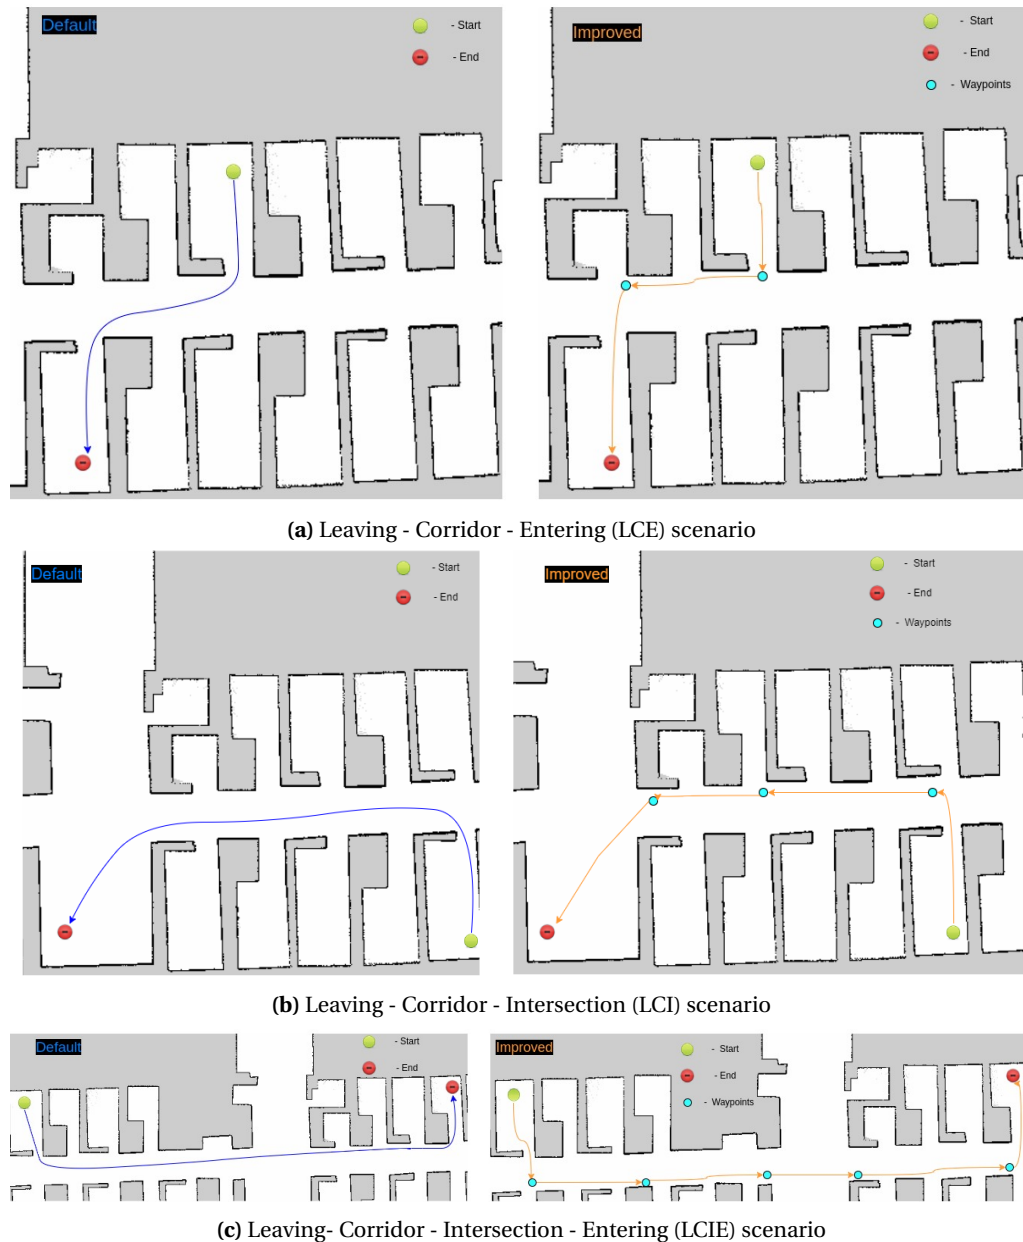 Default
- Start
- End
Improved
- Start
- End
- Waypoints
(a) Leaving - Corridor - Entering (LCE) scenario
Default
- Start
- End
Improved
- Start
- End
- Waypoints
(b) Leaving - Corridor - Intersection (LCI) scenario
Default
- Start
- End
Improved
- Start
- End
- Waypoints
(c) Leaving- Corridor - Intersection - Entering (LCIE) scenario